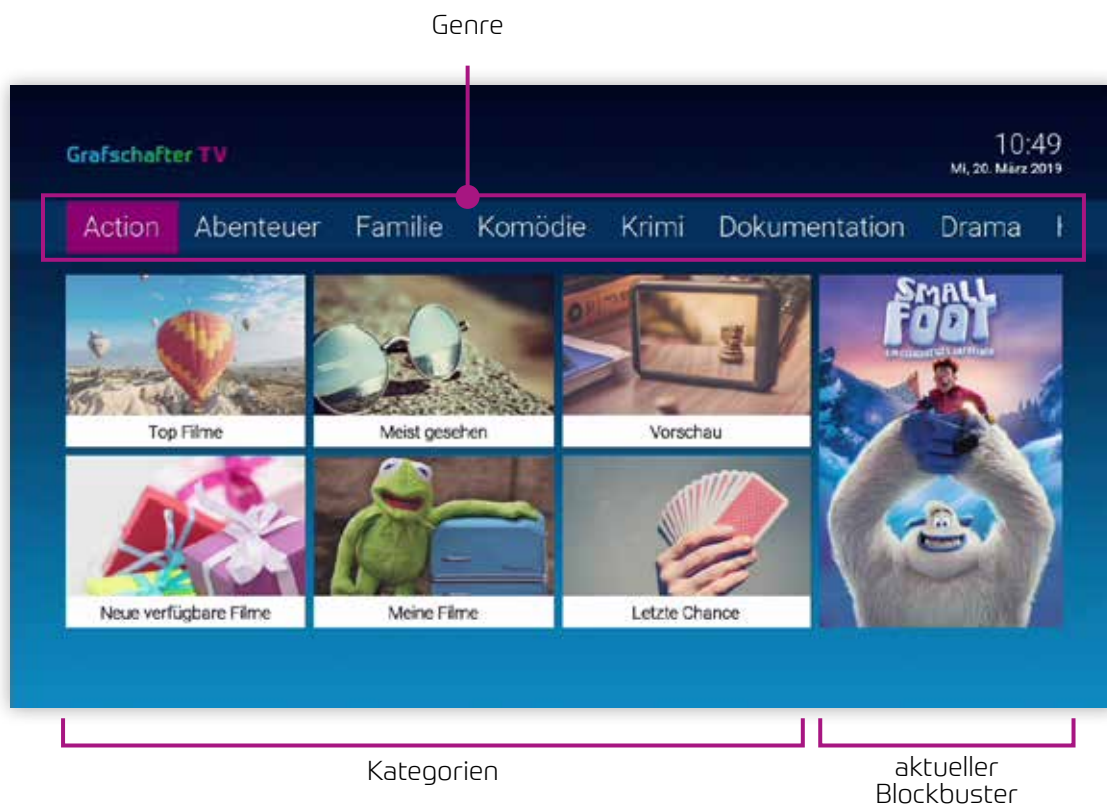 Genre
Grafschafter TV
10:49
Mi, 20. März 2019
Action Abenteuer Familie Komödie Krimi Dokumentation Drama
SMALL
FOOT
Top Filme Meist gesehen Vorschau
Neue verfügbare Filme Meine Filme Letzte Chance
Kategorien
aktueller
Blockbuster